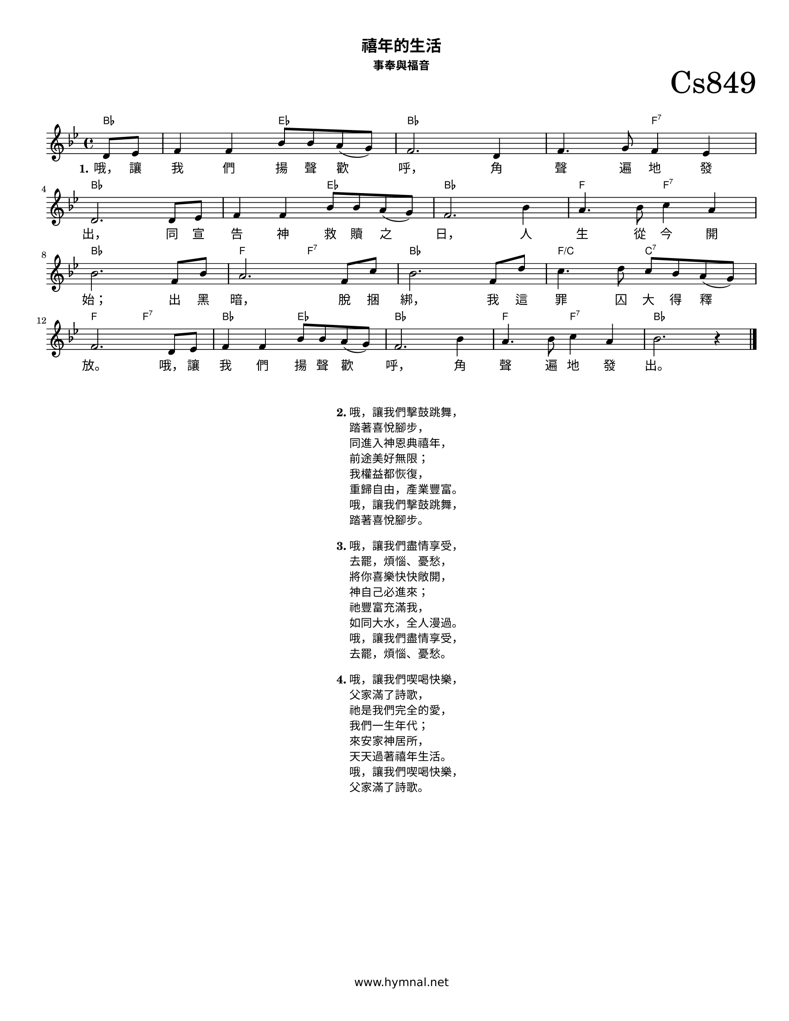 禧年的生活
事奉與福音
Cs849
B♭ E♭ B♭ F7
1. 哦， 讓 我 們 揚 聲 歡 呼， 角 聲 遍 地 發
4
B♭ E♭ B♭ F F7
出， 同 宣 告 神 救 贖 之 日， 人 生 從 今 開
8
B♭ F F7 B♭ F/C C7
始； 出 黑 暗， 脫 捆 綁， 我 這 罪 囚 大 得 釋
12
F F7 B♭ E♭ B♭ F F7 B♭
放。 哦， 讓 我 們 揚 聲 歡 呼， 角 聲 遍 地 發 出。
2. 哦，讓我們擊鼓跳舞，
踏著喜悅腳步，
同進入神恩典禧年，
前途美好無限；
我權益都恢復，
重歸自由，產業豐富。
哦，讓我們擊鼓跳舞，
踏著喜悅腳步。
3. 哦，讓我們盡情享受，
去罷，煩惱、憂愁，
將你喜樂快快敞開，
神自己必進來；
祂豐富充滿我，
如同大水，全人漫過。
哦，讓我們盡情享受，
去罷，煩惱、憂愁。
4. 哦，讓我們喫喝快樂，
父家滿了詩歌，
祂是我們完全的愛，
我們一生年代；
來安家神居所，
天天過著禧年生活。
哦，讓我們喫喝快樂，
父家滿了詩歌。
www.hymnal.net